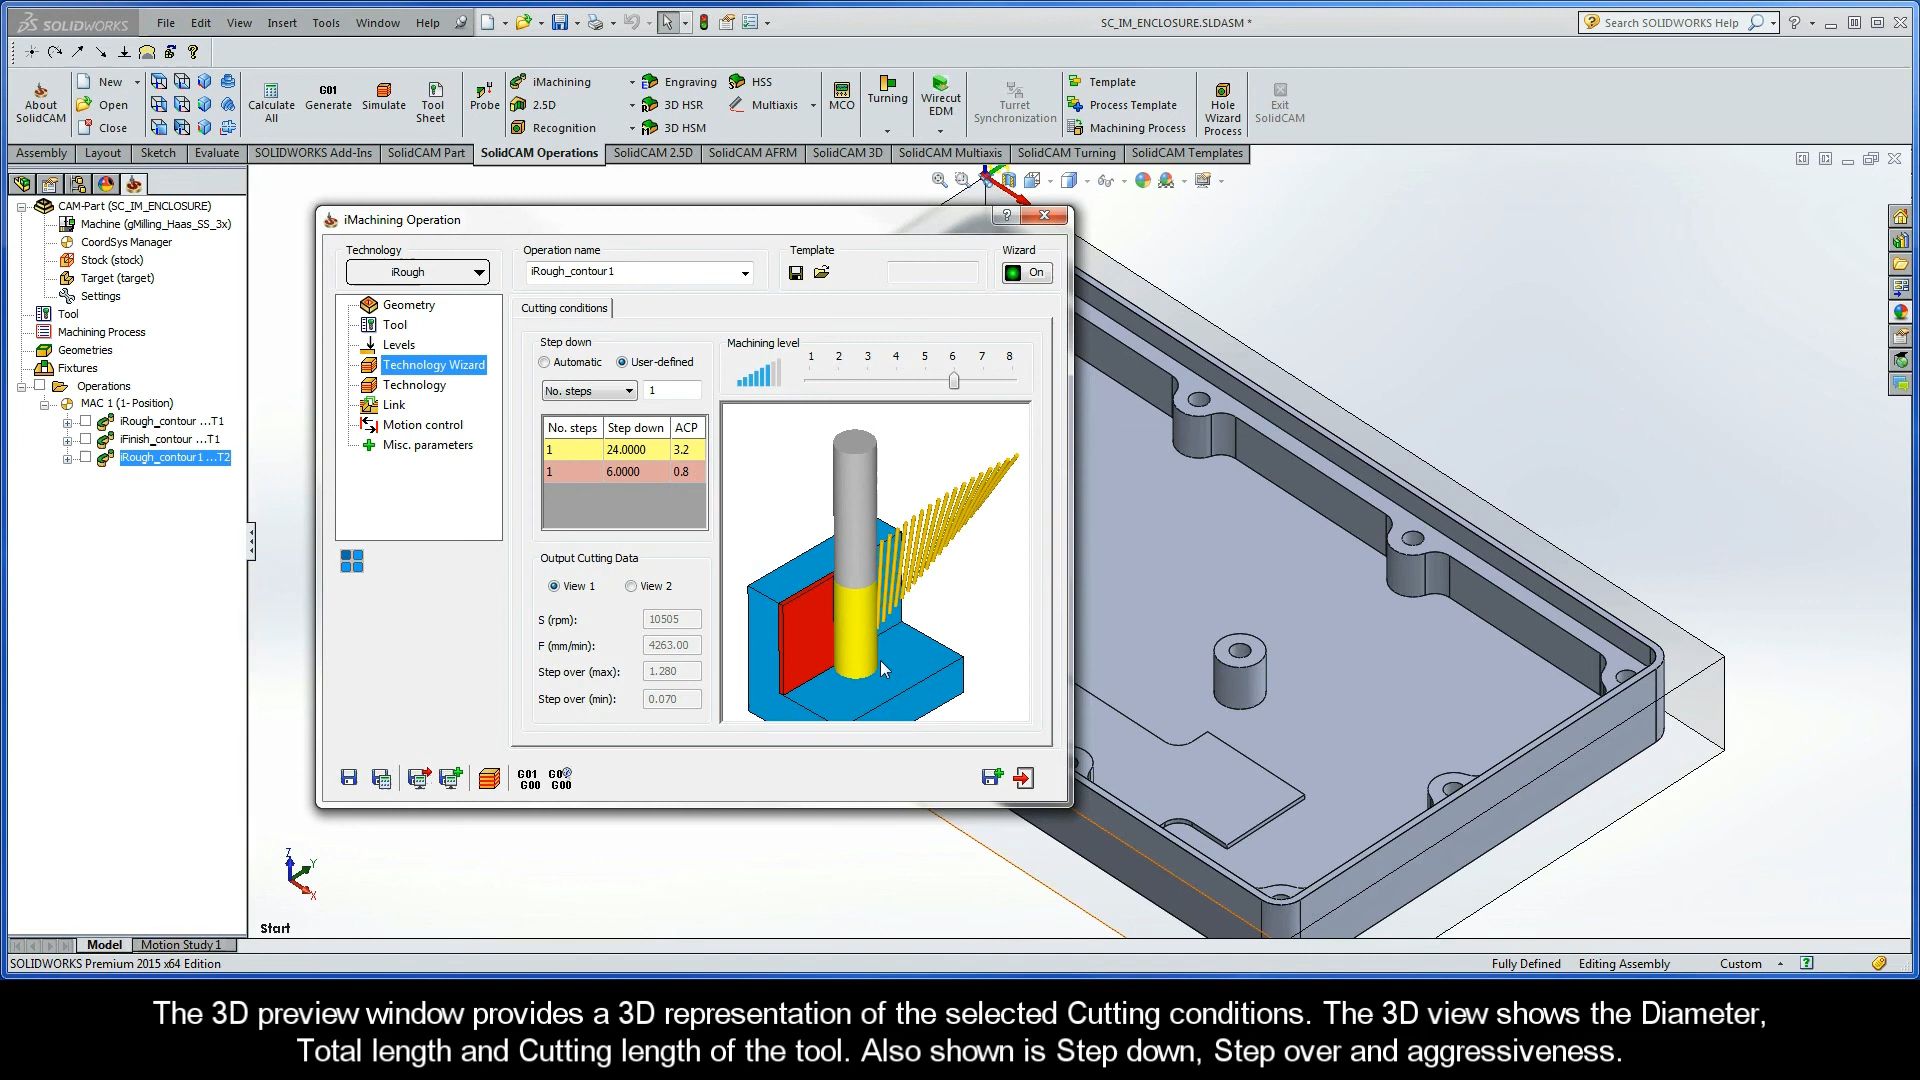 SOLIDWORKS File Edit View Insert Tools Window Help SC_IM_ENCLOSURE.SLDASM * Search SOLIDWORKS Help
About SolidCAM
New
Open
Close
Calculate All
G01
Generate
Simulate
Tool Sheet
Probe
iMachining
2.5D
Recognition
Engraving
3D HSR
3D HSM
HSS
Multiaxis
MCO
Turning
Wirecut EDM
Turret Synchronization
Template
Process Template
Machining Process
Hole Wizard Process
Exit SolidCAM
Assembly Layout Sketch Evaluate SOLIDWORKS Add-Ins SolidCAM Part SolidCAM Operations SolidCAM 2.5D SolidCAM AFRM SolidCAM 3D SolidCAM Multiaxis SolidCAM Turning SolidCAM Templates
CAM-Part (SC_IM_ENCLOSURE)
Machine (gMilling_Haas_SS_3x)
CoordSys Manager
Stock (stock)
Target (target)
Settings
Tool
Machining Process
Geometries
Fixtures
Operations
MAC 1 (1- Position)
iRough_contour ...T1
iFinish_contour ...T1
iRough_contour1 ...T2
iMachining Operation
Technology
iRough
Operation name
iRough_contour1
Template
Wizard
On
Geometry
Tool
Levels
Technology Wizard
Technology
Link
Motion control
Misc. parameters
Cutting conditions
Step down
Automatic User-defined
No. steps 1
No. steps Step down ACP
1 24.0000 3.2
1 6.0000 0.8
Machining level
1 2 3 4 5 6 7 8
Output Cutting Data
View 1 View 2
S (rpm): 10505
F (mm/min): 4263.00
Step over (max): 1.280
Step over (min): 0.070
G01 G0
G00 G00
Z
Y
X
Start
Model Motion Study 1
SOLIDWORKS Premium 2015 x64 Edition Fully Defined Editing Assembly Custom
The 3D preview window provides a 3D representation of the selected Cutting conditions. The 3D view shows the Diameter,
Total length and Cutting length of the tool. Also shown is Step down, Step over and aggressiveness.